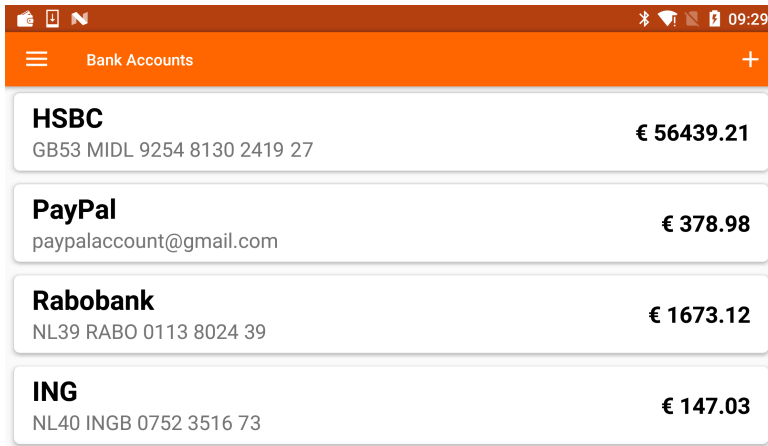 09:29
Bank Accounts
HSBC
€ 56439.21
GB53 MIDL 9254 8130 2419 27
PayPal
€ 378.98
paypalaccount@gmail.com
Rabobank
€ 1673.12
NL39 RABO 0113 8024 39
ING
€ 147.03
NL40 INGB 0752 3516 73